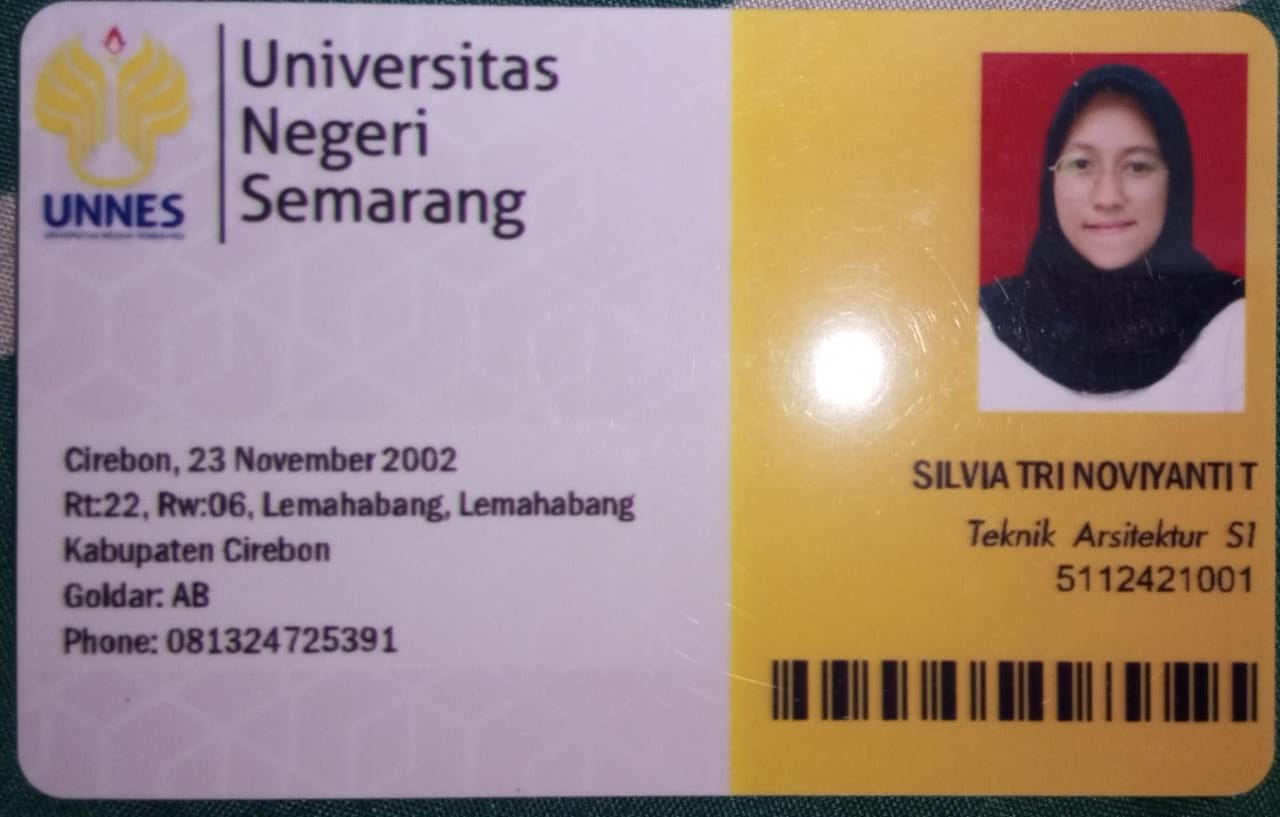 Universitas
Negeri
Semarang
UNNES
Cirebon, 23 November 2002
Rt:22, Rw:06, Lemahabang, Lemahabang
Kabupaten Cirebon
Goldar: AB
Phone: 081324725391
SILVIA TRI NOVIYANTI T
Teknik Arsitektur S1
5112421001